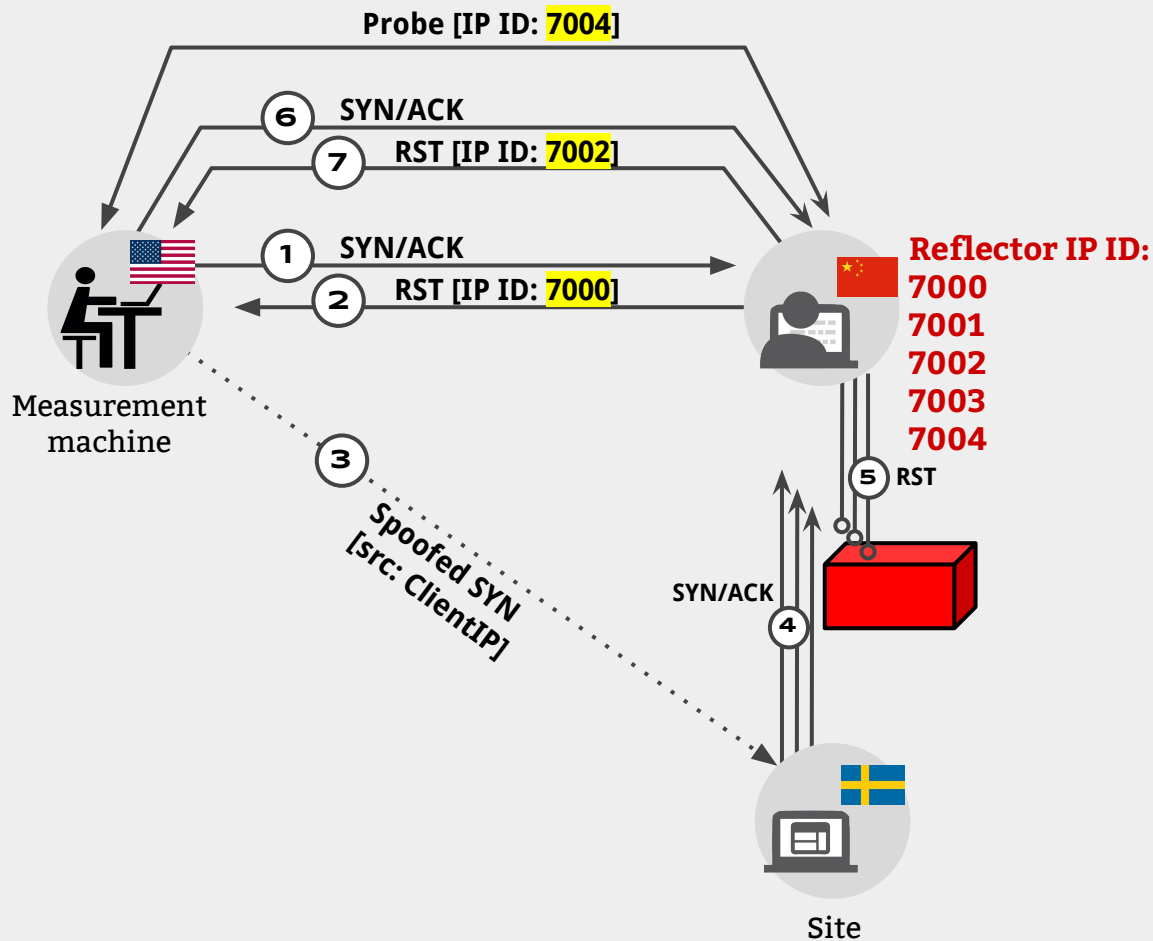 Probe [IP ID: 7004]
6 SYN/ACK
7 RST [IP ID: 7002]
1 SYN/ACK
2 RST [IP ID: 7000]
Reflector IP ID:
7000
7001
7002
7003
7004
Measurement
machine
3
Spoofed SYN
[src: ClientIP]
5 RST
SYN/ACK
4
Site